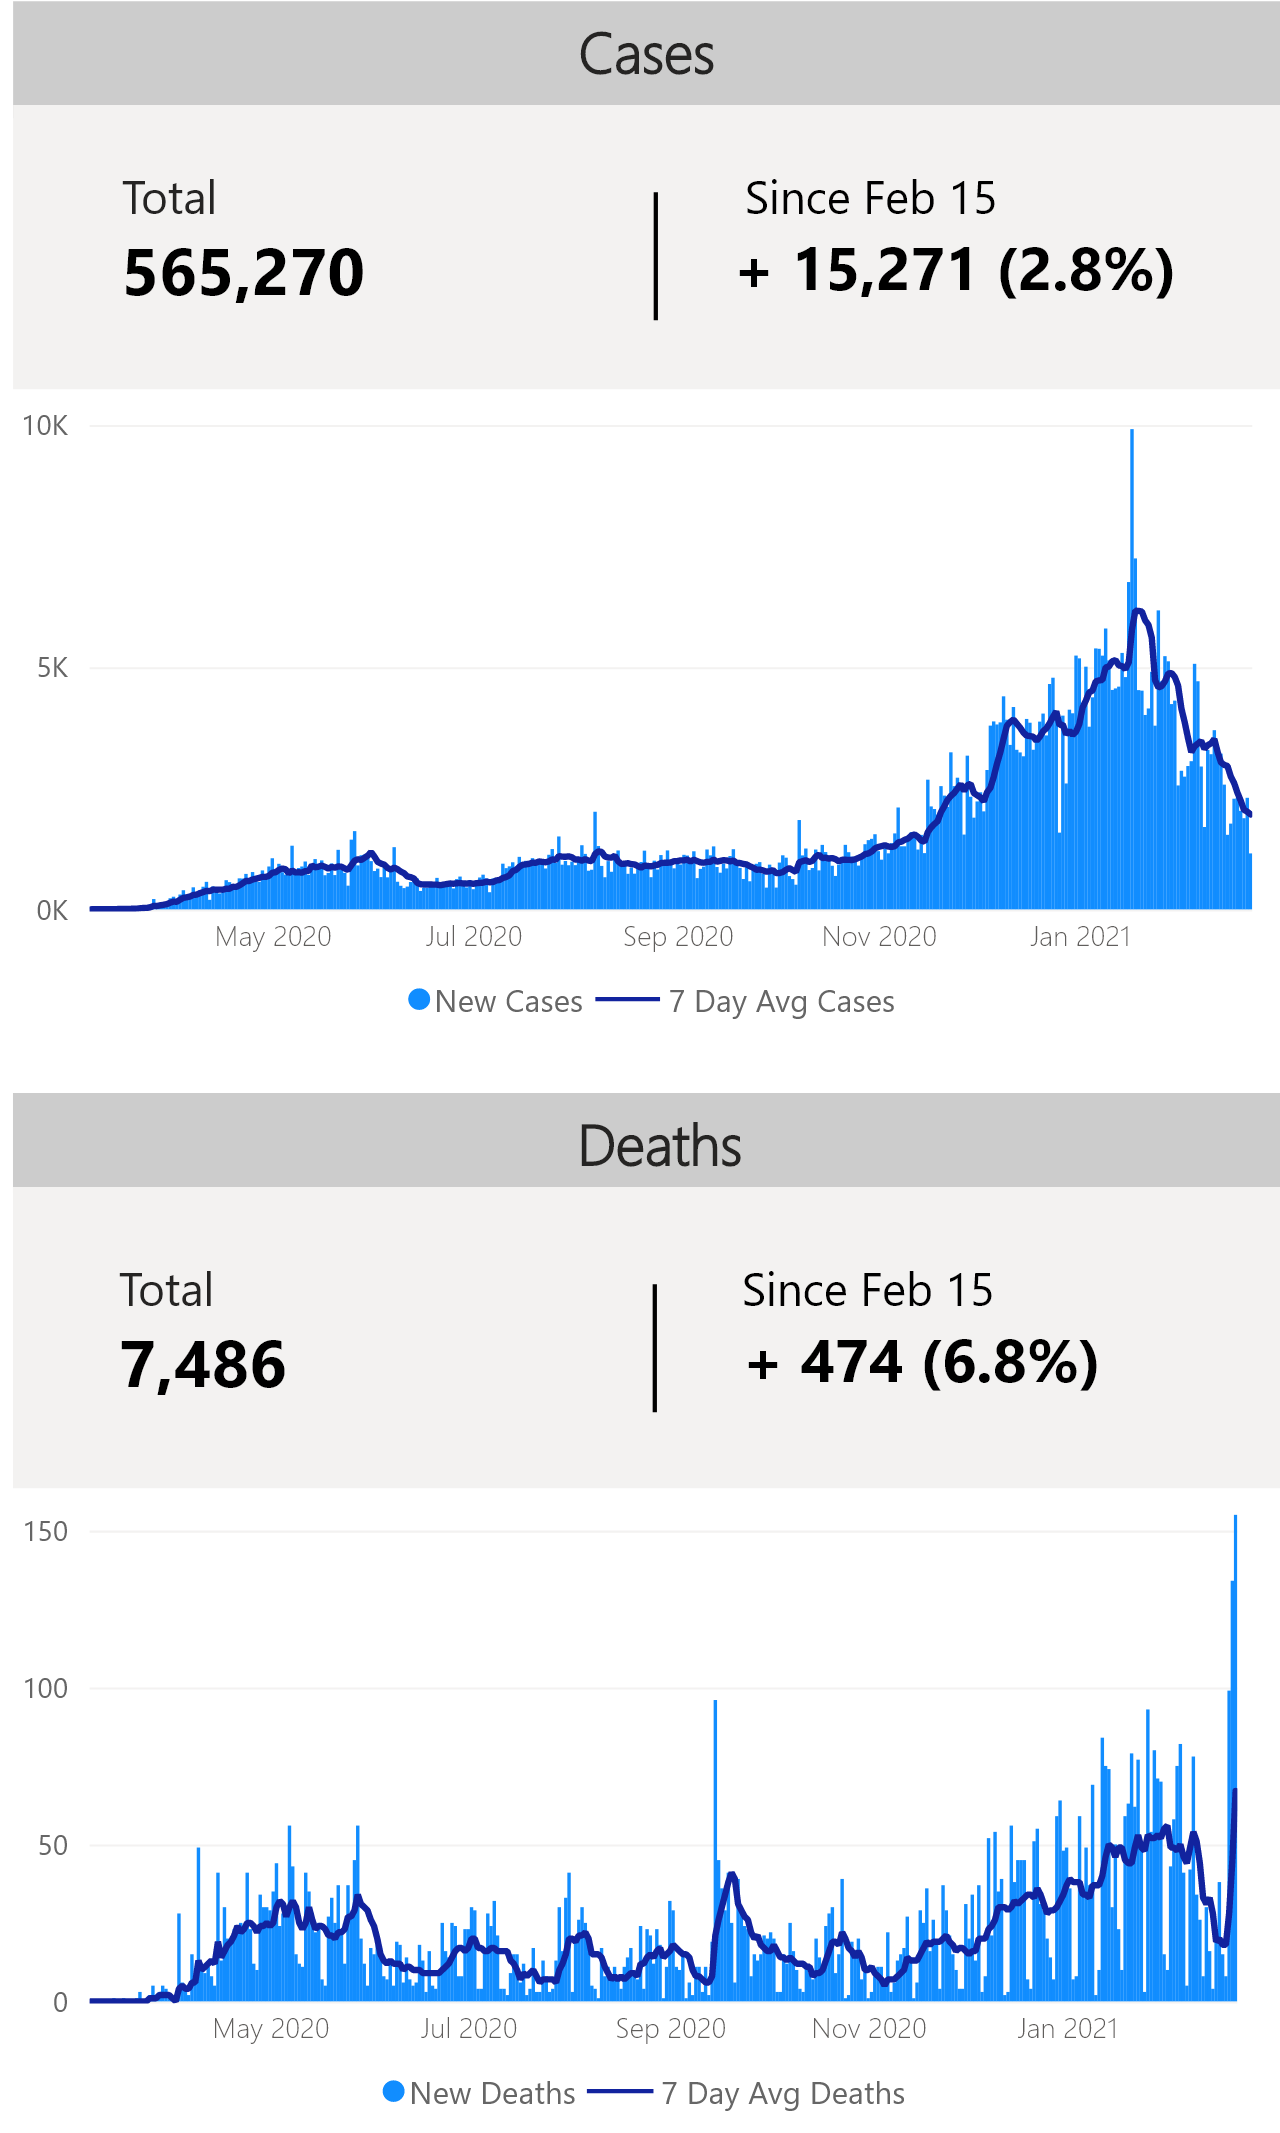 Cases
Total
565,270
Since Feb 15
+ 15,271 (2.8%)
10K
5K
0K
May 2020 Jul 2020 Sep 2020 Nov 2020 Jan 2021
New Cases 7 Day Avg Cases
Deaths
Total
7,486
Since Feb 15
+ 474 (6.8%)
150
100
50
0
May 2020 Jul 2020 Sep 2020 Nov 2020 Jan 2021
New Deaths 7 Day Avg Deaths